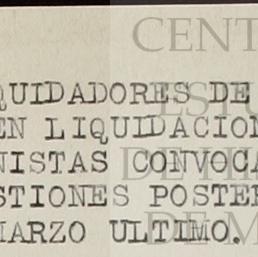 QUIDADORES DE
EN LIQUIDACION
NISTAS CONVOCA
STIONES POSTER
MARZO ULTIMO.